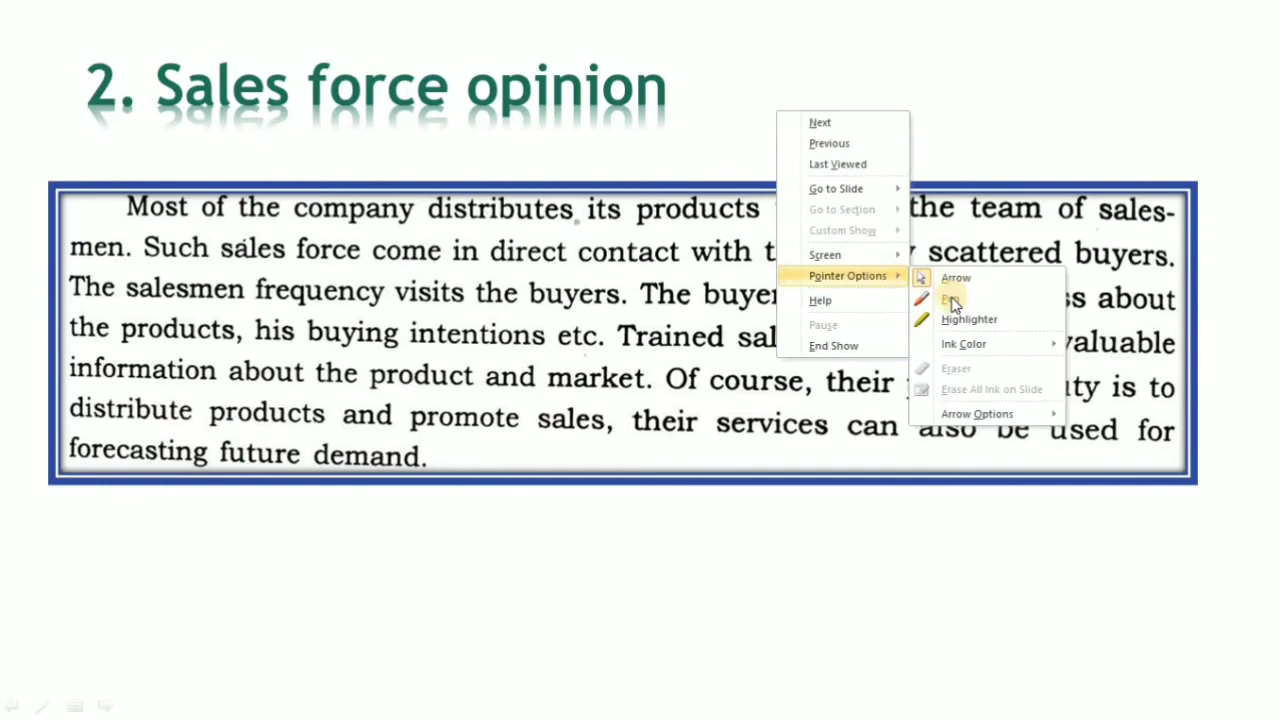 2. Sales force opinion
Most of the company distributes its products the team of sales-
men. Such sales force come in direct contact with scattered buyers.
The salesmen frequency visits the buyers. The about
the products, his buying intentions etc. Trained valuable
information about the product and market. Of course, their is to
distribute products and promote sales, their services can also be used for
forecasting future demand.
Next
Previous
Last Viewed
Go to Slide
Go to Section
Custom Show
Screen
Pointer Options
Help
Pause
End Show
Arrow
Pen
Highlighter
Ink Color
Eraser
Erase All Ink on Slide
Arrow Options